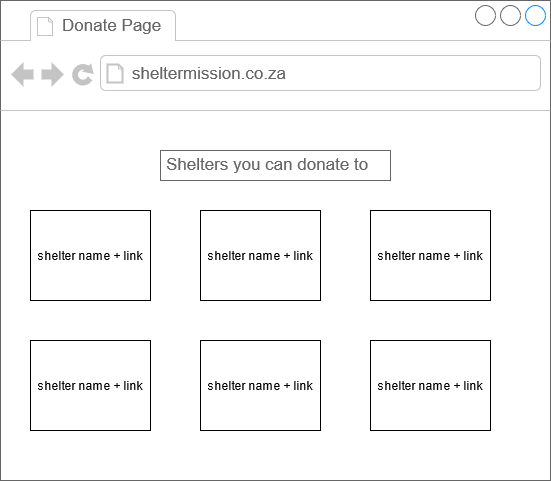 Donate Page
sheltermission.co.za
Shelters you can donate to
shelter name + link
shelter name + link
shelter name + link
shelter name + link
shelter name + link
shelter name + link